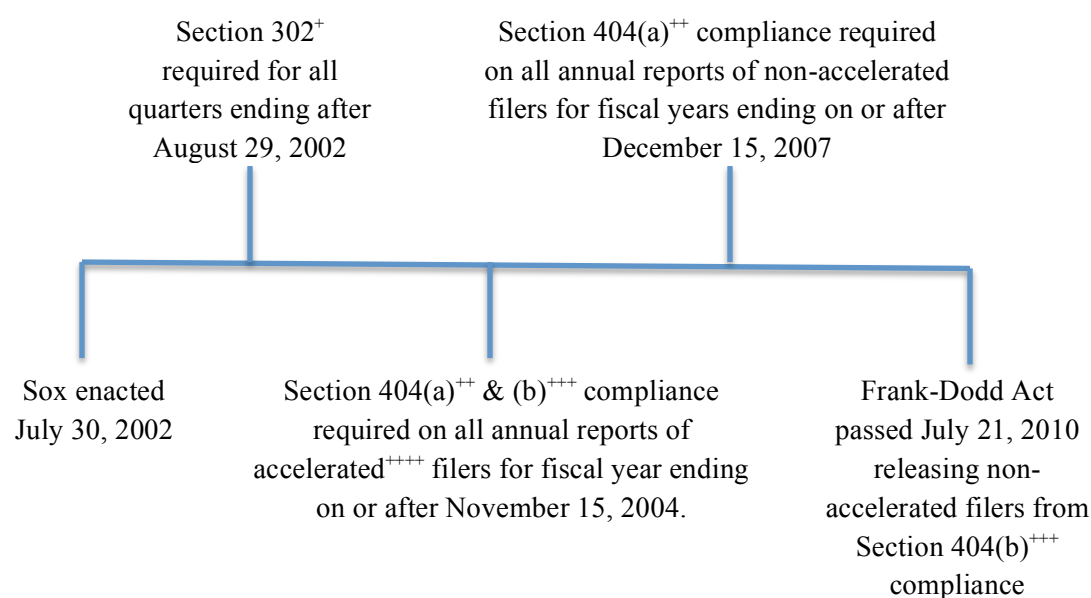 Section 302⁺
required for all
quarters ending after
August 29, 2002
Section 404(a)⁺⁺ compliance required
on all annual reports of non-accelerated
filers for fiscal years ending on or after
December 15, 2007
Sox enacted
July 30, 2002
Section 404(a)⁺⁺ & (b)⁺⁺⁺ compliance
required on all annual reports of
accelerated⁺⁺⁺⁺ filers for fiscal year ending
on or after November 15, 2004.
Frank-Dodd Act
passed July 21, 2010
releasing non-
accelerated filers from
Section 404(b)⁺⁺⁺
compliance